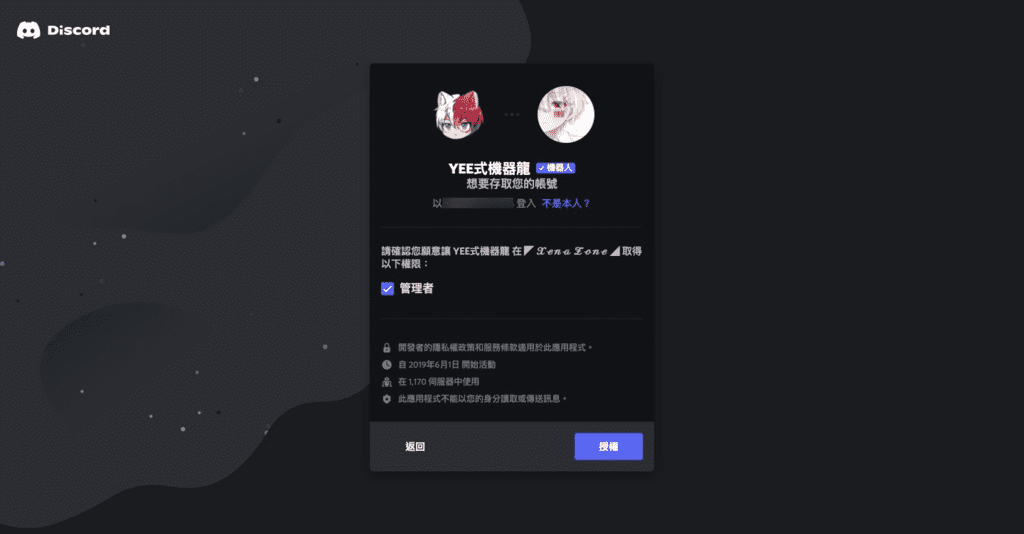 Discord
YEE式機器龍 ✓ 機器人
想要存取您的帳號
以 登入 不是本人？
請確認您願意讓 YEE式機器龍 在 ◤ 𝓧𝓮𝓷𝓪 𝓩𝓸𝓷𝓮 ◢ 取得
以下權限：
管理者
開發者的隱私權政策和服務條款適用於此應用程式。
自 2019年6月1日 開始活動
在 1,170 伺服器中使用
此應用程式不能以您的身分讀取或傳送訊息。
返回
授權